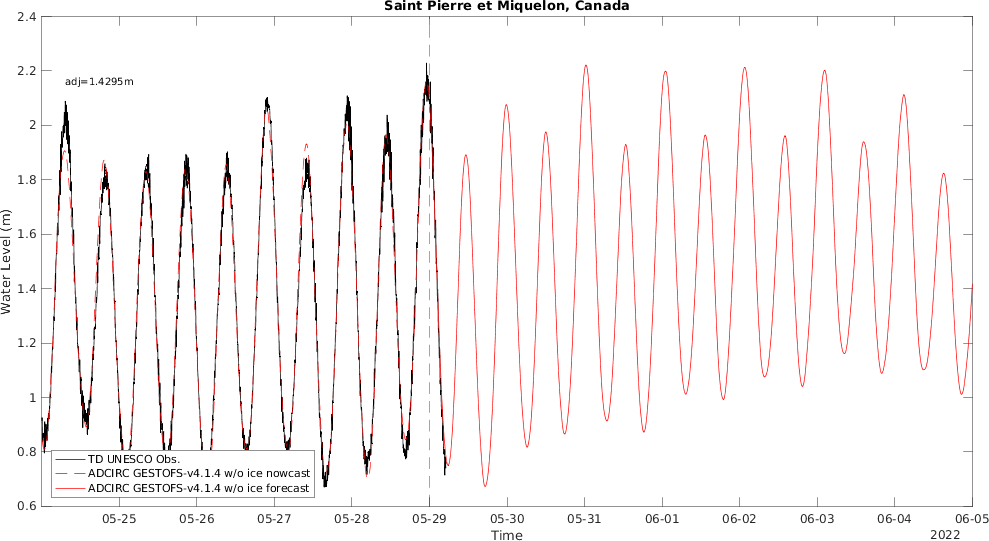 Saint Pierre et Miquelon, Canada
2.4
2.2
2
1.8
1.6
1.4
1.2
1
0.8
0.6
Water Level (m)
adj=1.4295m
TD UNESCO Obs.
ADCIRC GESTOFS-v4.1.4 w/o ice nowcast
ADCIRC GESTOFS-v4.1.4 w/o ice forecast
05-25 05-26 05-27 05-28 05-29 05-30 05-31 06-01 06-02 06-03 06-04 06-05
Time
2022